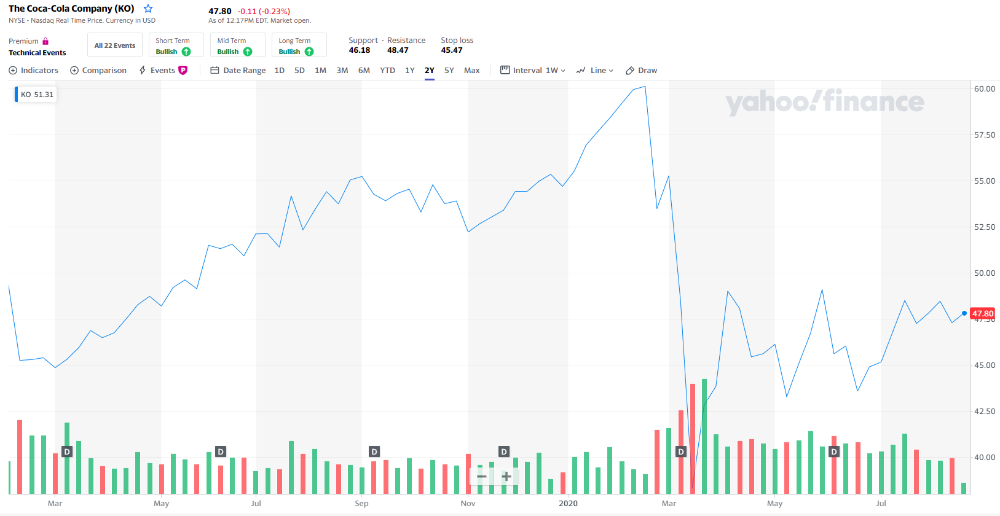 The Coca-Cola Company (KO)
NYSE - Nasdaq Real Time Price. Currency in USD
47.80 -0.11 (-0.23%)
As of 12:17PM EDT. Market open.
Premium
Technical Events
All 22 Events
Short Term
Bullish
Mid Term
Bullish
Long Term
Bullish
Support - Resistance
46.18 48.47
Stop loss
45.47
Indicators Comparison Events P Date Range 1D 5D 1M 3M 6M YTD 1Y 2Y 5Y Max Interval 1W Line Draw
KO 51.31
yahoo!finance
60.00
57.50
55.00
52.50
50.00
47.80
47.50
45.00
42.50
40.00
D D D D D D
Mar May Jul Sep Nov 2020 Mar May Jul